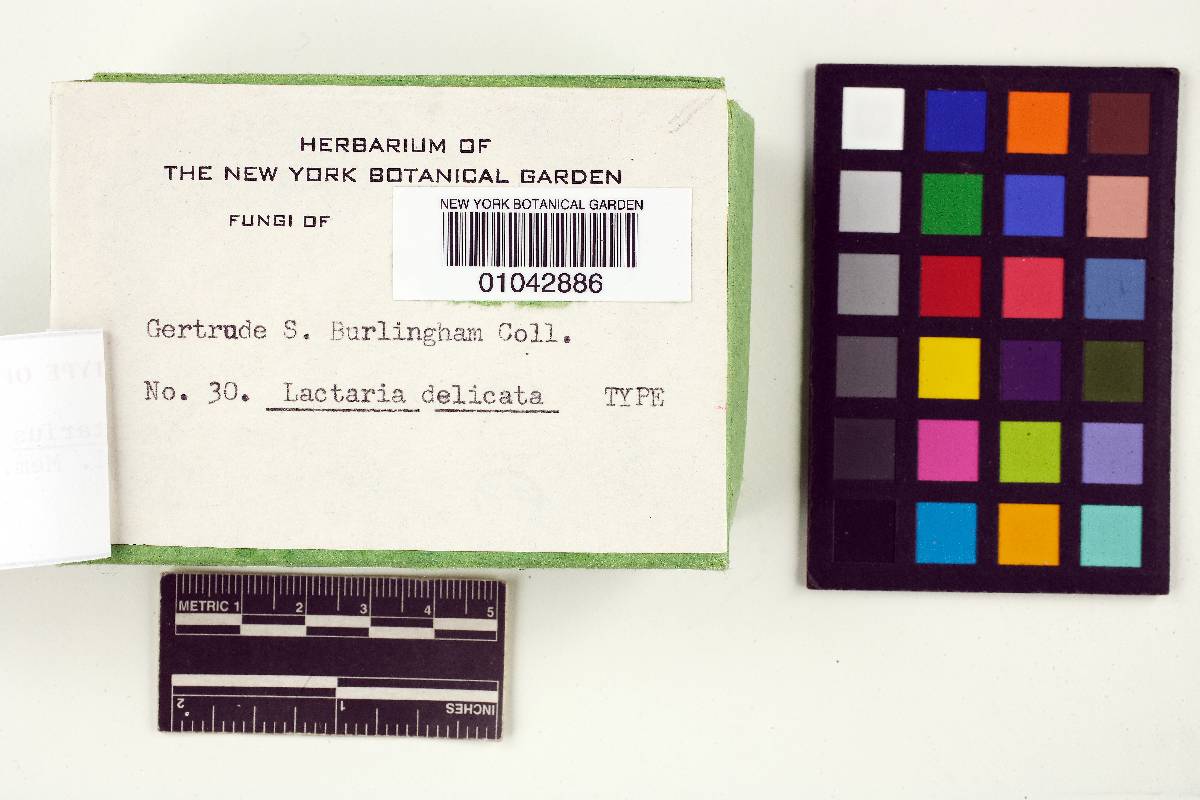 HERBARIUM OF
THE NEW YORK BOTANICAL GARDEN
FUNGI OF
NEW YORK BOTANICAL GARDEN
01042886
Gertrude S. Burlingham Coll.
No. 30. Lactaria delicata TYPE
METRIC 1 2 3 4 5
INCHES 1 2